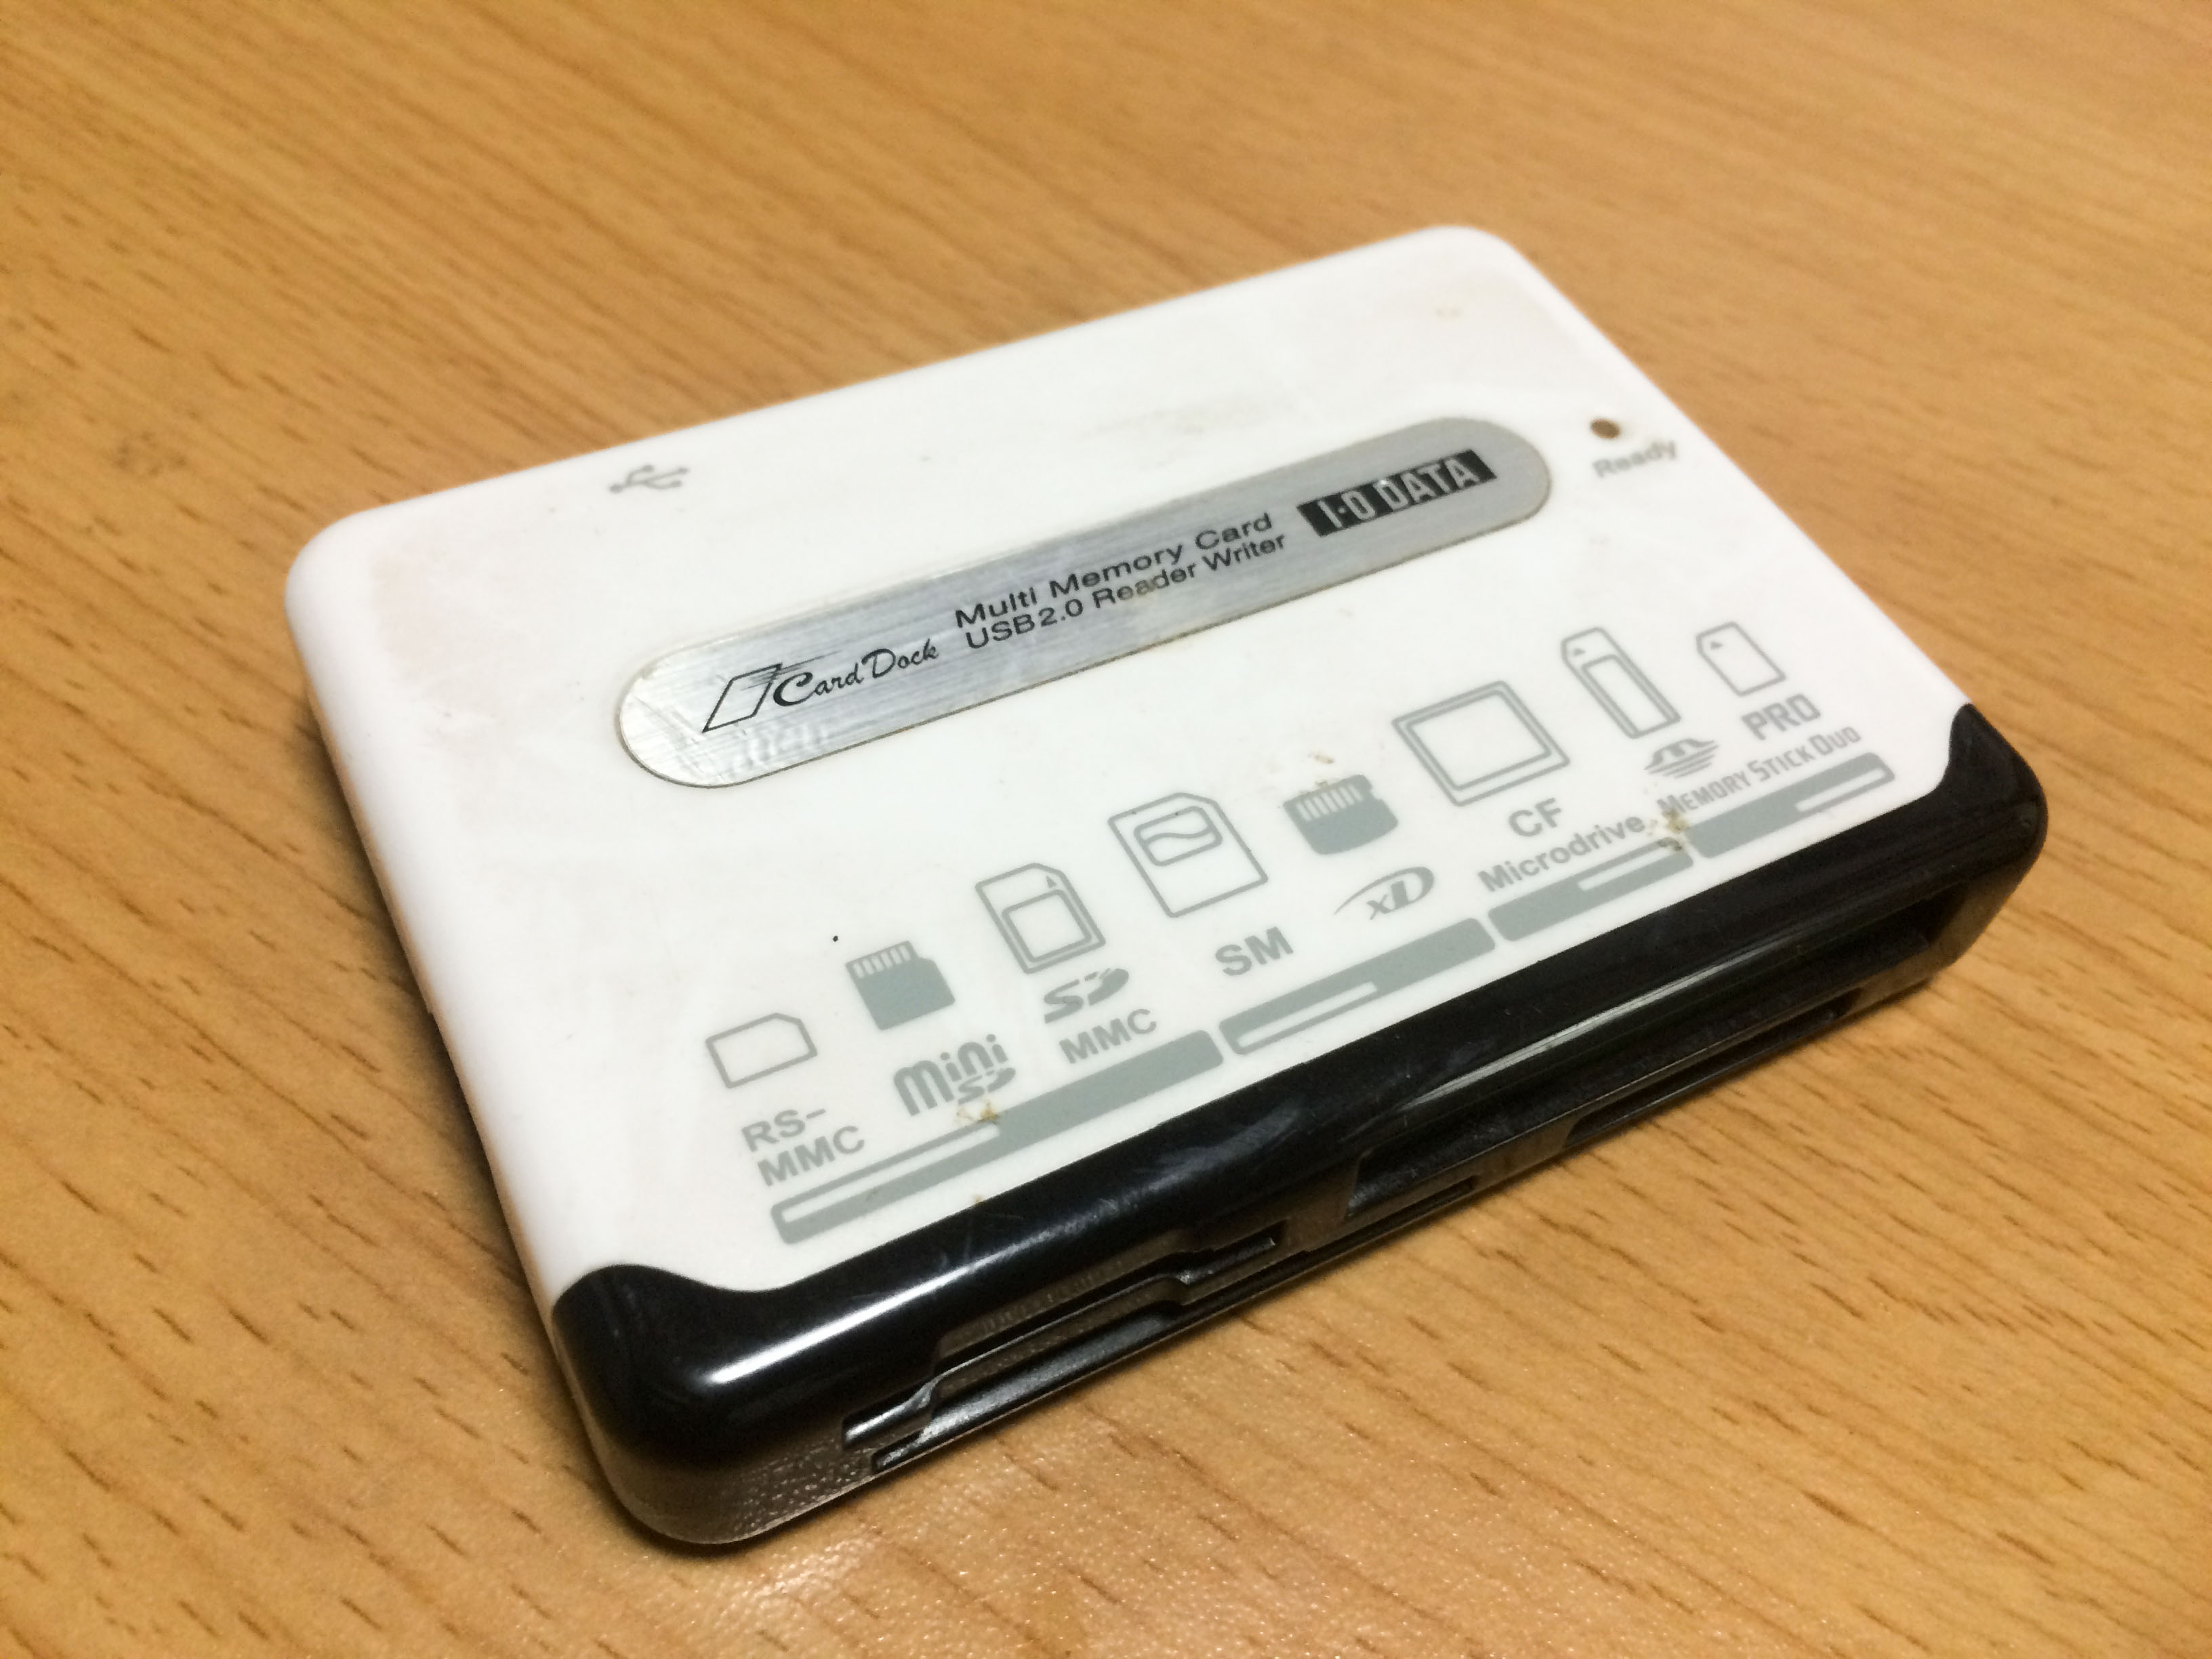 Ready
Card Dock
Multi Memory Card
USB2.0 Reader Writer
I-O DATA
RS-
MMC
mini
SD
SD
MMC
SM
xD
CF
Microdrive
PRO
MEMORY STICK DUO